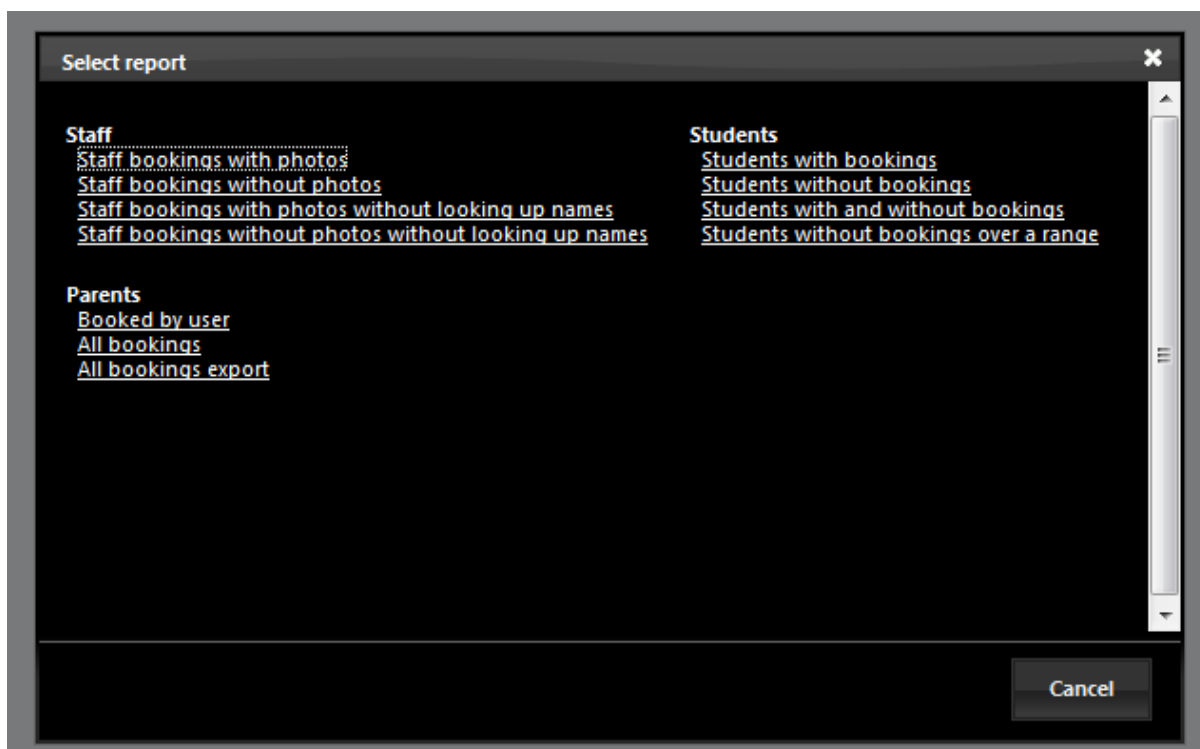 Select report
Staff
Staff bookings with photos
Staff bookings without photos
Staff bookings with photos without looking up names
Staff bookings without photos without looking up names
Students
Students with bookings
Students without bookings
Students with and without bookings
Students without bookings over a range
Parents
Booked by user
All bookings
All bookings export
Cancel